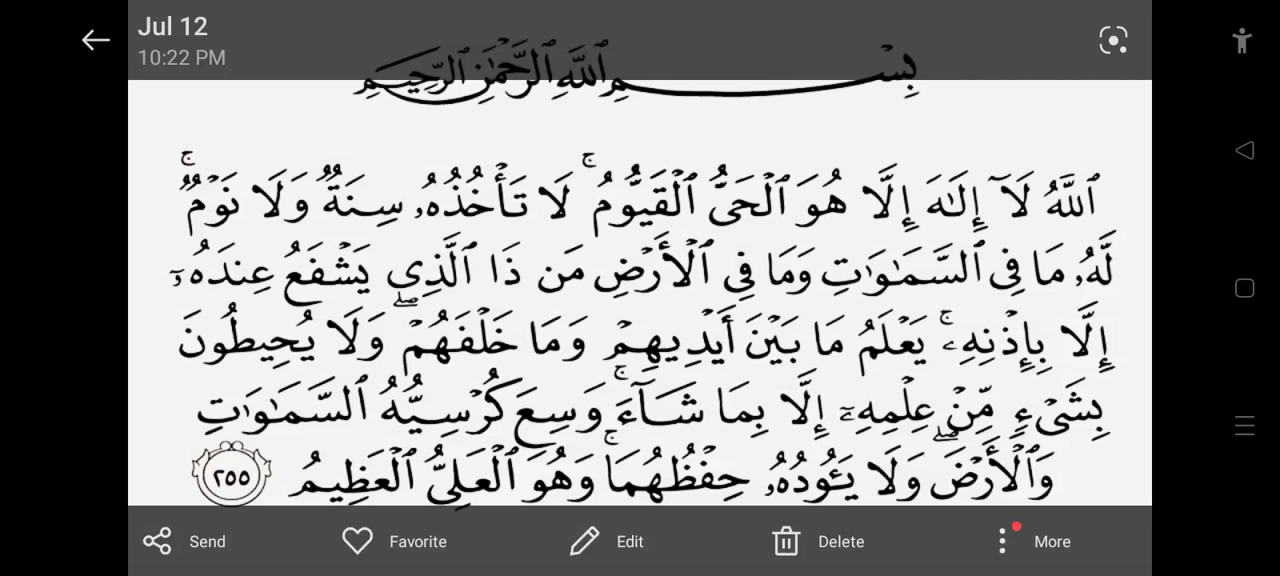 Jul 12
10:22 PM
بِسْمِ ٱللَّهِ ٱلرَّحْمَٰنِ ٱلرَّحِيمِ
ٱللَّهُ لَآ إِلَٰهَ إِلَّا هُوَ ٱلْحَىُّ ٱلْقَيُّومُ ۚ لَا تَأْخُذُهُۥ سِنَةٌ وَلَا نَوْمٌ ۚ
لَّهُۥ مَا فِى ٱلسَّمَٰوَٰتِ وَمَا فِى ٱلْأَرْضِ مَن ذَا ٱلَّذِى يَشْفَعُ عِندَهُۥٓ
إِلَّا بِإِذْنِهِۦ ۚ يَعْلَمُ مَا بَيْنَ أَيْدِيهِمْ وَمَا خَلْفَهُمْ ۖ وَلَا يُحِيطُونَ
بِشَىْءٍ مِّنْ عِلْمِهِۦٓ إِلَّا بِمَا شَآءَ ۚ وَسِعَ كُرْسِيُّهُ ٱلسَّمَٰوَٰتِ
وَٱلْأَرْضَ ۖ وَلَا يَـُٔودُهُۥ حِفْظُهُمَا ۚ وَهُوَ ٱلْعَلِىُّ ٱلْعَظِيمُ ٢٥٥
Send Favorite Edit Delete More